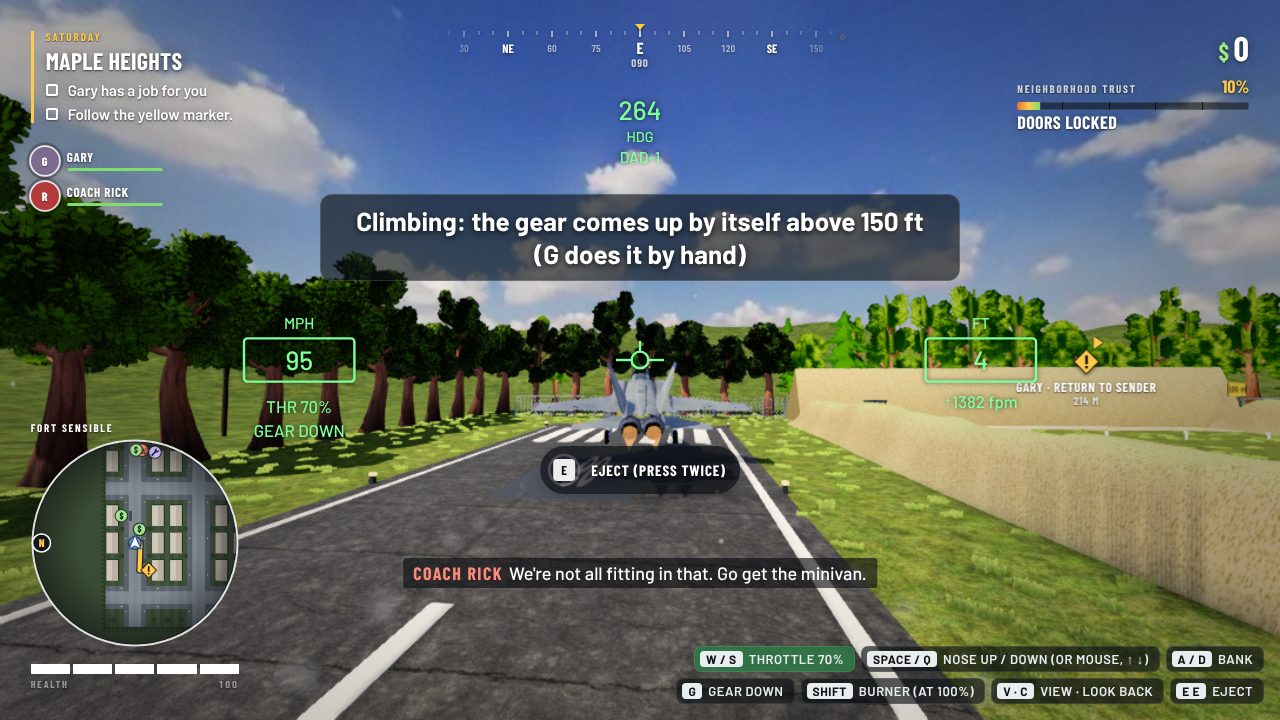 SATURDAY
MAPLE HEIGHTS
Gary has a job for you
Follow the yellow marker.
G GARY
R COACH RICK
30 NE 60 75 E 105 120 SE 150
090
$0
NEIGHBORHOOD TRUST 10%
DOORS LOCKED
264
HDG
DAD-1
Climbing: the gear comes up by itself above 150 ft
(G does it by hand)
MPH
95
THR 70%
GEAR DOWN
FT
4
↑1382 fpm
GARY - RETURN TO SENDER
214 M
E EJECT (PRESS TWICE)
FORT SENSIBLE
N
COACH RICK We're not all fitting in that. Go get the minivan.
HEALTH 100
W / S THROTTLE 70% SPACE / Q NOSE UP / DOWN (OR MOUSE, ↑ ↓) A / D BANK
G GEAR DOWN SHIFT BURNER (AT 100%) V · C VIEW · LOOK BACK E E EJECT